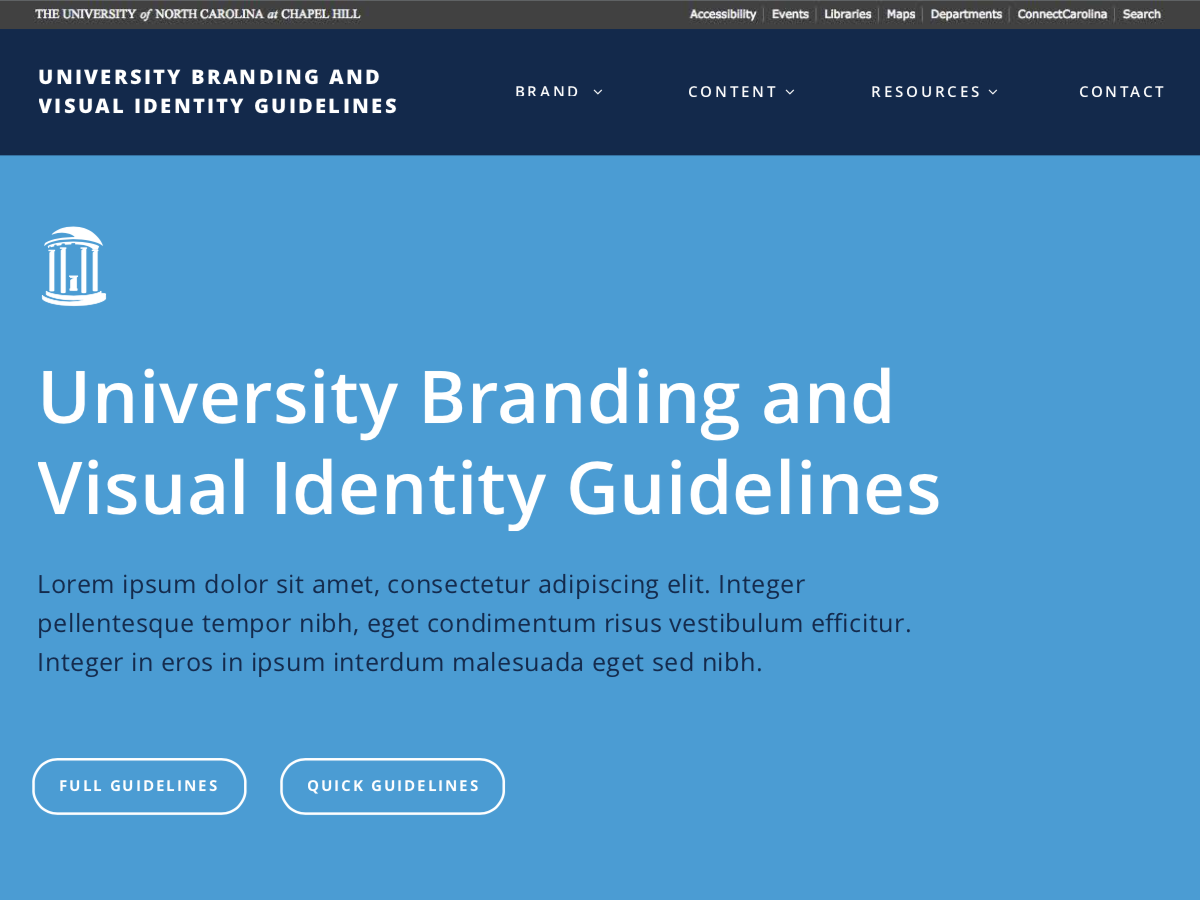 THE UNIVERSITY of NORTH CAROLINA at CHAPEL HILL
Accessibility Events Libraries Maps Departments ConnectCarolina Search
UNIVERSITY BRANDING AND
VISUAL IDENTITY GUIDELINES
BRAND CONTENT RESOURCES CONTACT
University Branding and
Visual Identity Guidelines
Lorem ipsum dolor sit amet, consectetur adipiscing elit. Integer
pellentesque tempor nibh, eget condimentum risus vestibulum efficitur.
Integer in eros in ipsum interdum malesuada eget sed nibh.
FULL GUIDELINES QUICK GUIDELINES